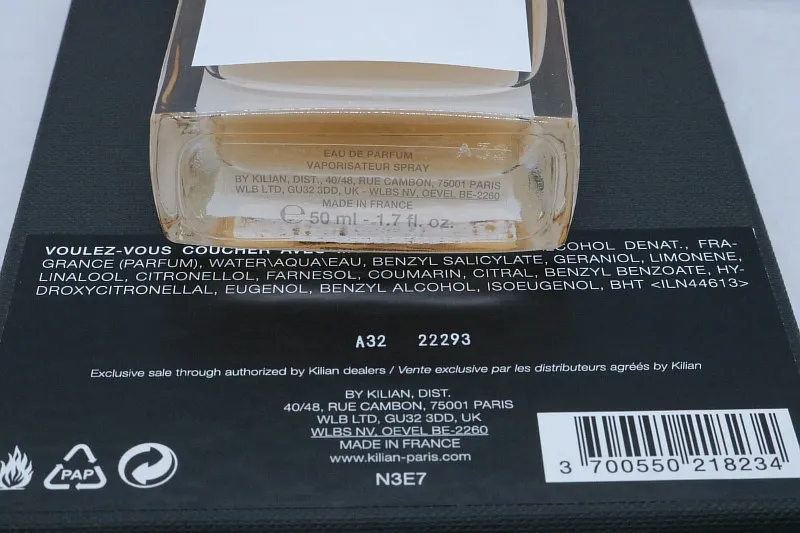 A32
EAU DE PARFUM
VAPORISATEUR SPRAY
BY KILIAN, DIST., 40/48, RUE CAMBON, 75001 PARIS
WLB LTD, GU32 3DD, UK - WLBS NV, OEVEL BE-2260
MADE IN FRANCE
℮ 50 ml - 1.7 fl. oz.
VOULEZ-VOUS COUCHER COHOL DENAT., FRA-
GRANCE (PARFUM), WATER\AQUA\EAU, BENZYL SALICYLATE, GERANIOL, LIMONENE,
LINALOOL, CITRONELLOL, FARNESOL, COUMARIN, CITRAL, BENZYL BENZOATE, HY-
DROXYCITRONELLAL, EUGENOL, BENZYL ALCOHOL, ISOEUGENOL, BHT <ILN44613>
A32 22293
Exclusive sale through authorized by Kilian dealers / Vente exclusive par les distributeurs agréés by Kilian
BY KILIAN, DIST.
40/48, RUE CAMBON, 75001 PARIS
WLB LTD, GU32 3DD, UK
WLBS NV, OEVEL BE-2260
MADE IN FRANCE
www.kilian-paris.com
N3E7
PAP
3 700550 218234